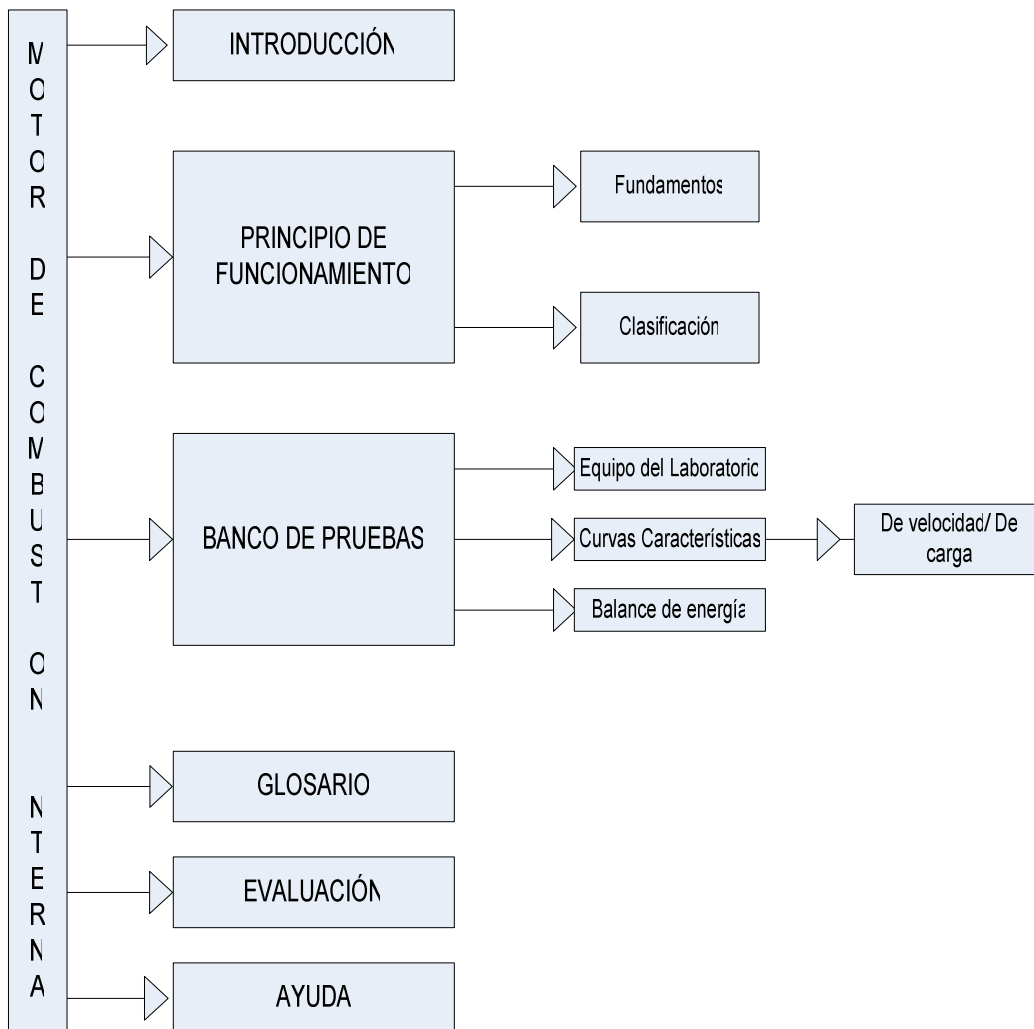 MOTOR DE COMBUST ON NTERNA
INTRODUCCIÓN
PRINCIPIO DE
FUNCIONAMIENTO
Fundamentos
Clasificación
BANCO DE PRUEBAS
Equipo del Laboratorio
Curvas Características
De velocidad/ De
carga
Balance de energía
GLOSARIO
EVALUACIÓN
AYUDA